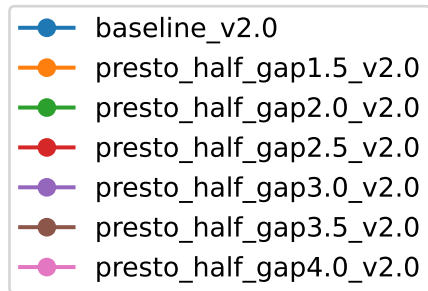 baseline_v2.0
presto_half_gap1.5_v2.0
presto_half_gap2.0_v2.0
presto_half_gap2.5_v2.0
presto_half_gap3.0_v2.0
presto_half_gap3.5_v2.0
presto_half_gap4.0_v2.0